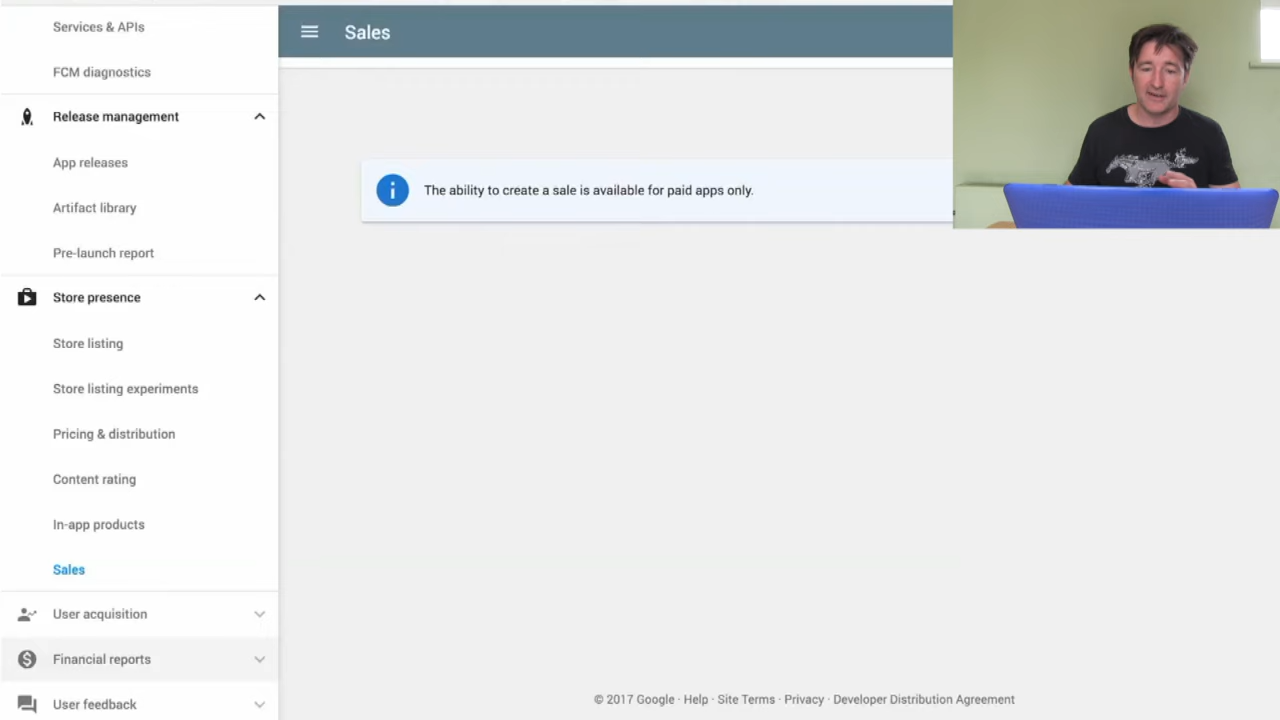 Services & APIs
FCM diagnostics
Release management
App releases
Artifact library
Pre-launch report
Store presence
Store listing
Store listing experiments
Pricing & distribution
Content rating
In-app products
Sales
User acquisition
Financial reports
User feedback
Sales
The ability to create a sale is available for paid apps only.
© 2017 Google · Help · Site Terms · Privacy · Developer Distribution Agreement